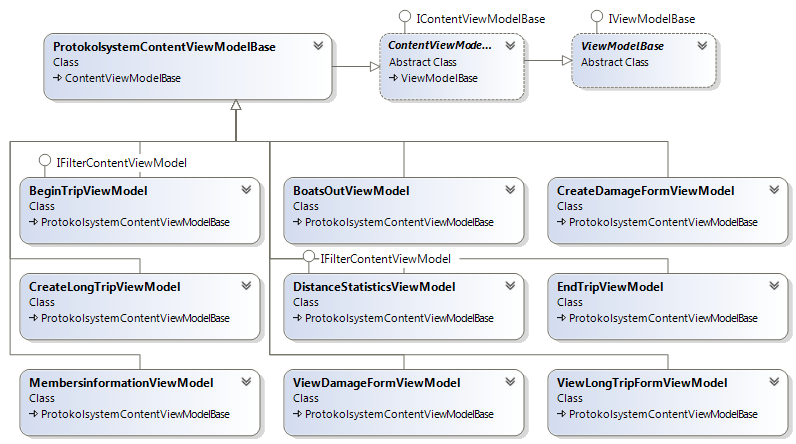 IContentViewModelBase
IViewModelBase
ProtokolsystemContentViewModelBase
Class
ContentViewModelBase
ContentViewMode...
Abstract Class
ViewModelBase
ViewModelBase
Abstract Class
IFilterContentViewModel
BeginTripViewModel
Class
ProtokolsystemContentViewModelBase
BoatsOutViewModel
Class
ProtokolsystemContentViewModelBase
CreateDamageFormViewModel
Class
ProtokolsystemContentViewModelBase
IFilterContentViewModel
CreateLongTripViewModel
Class
ProtokolsystemContentViewModelBase
DistanceStatisticsViewModel
Class
ProtokolsystemContentViewModelBase
EndTripViewModel
Class
ProtokolsystemContentViewModelBase
MembersinformationViewModel
Class
ProtokolsystemContentViewModelBase
ViewDamageFormViewModel
Class
ProtokolsystemContentViewModelBase
ViewLongTripFormViewModel
Class
ProtokolsystemContentViewModelBase